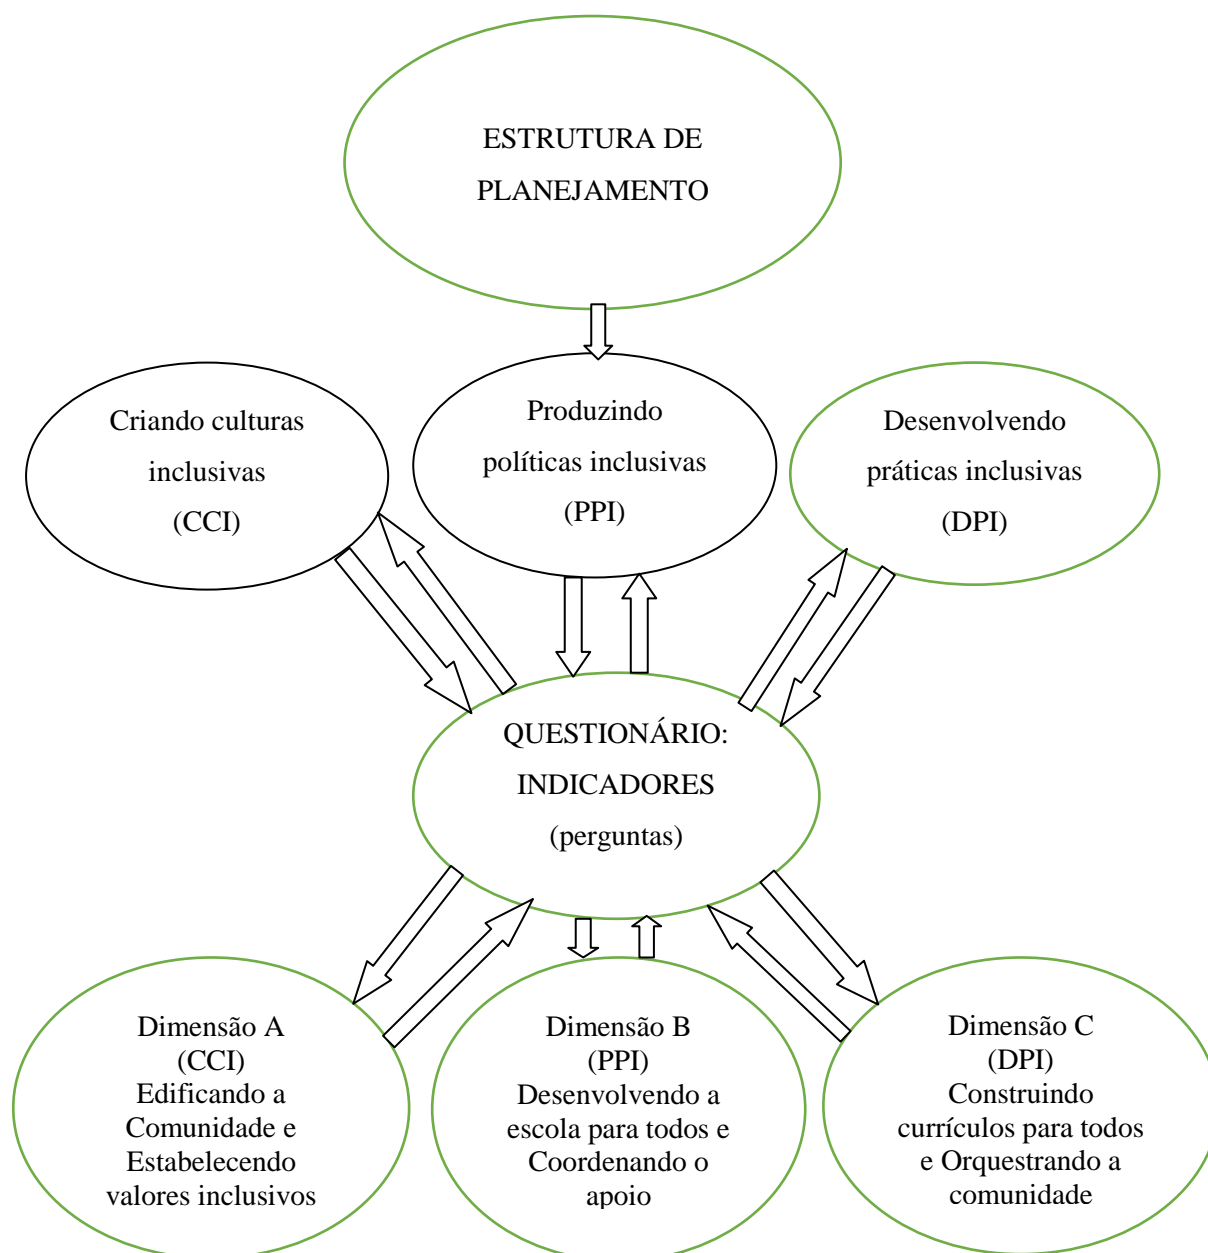 ESTRUTURA DE
PLANEJAMENTO
Criando culturas
inclusivas
(CCI)
Produzindo
políticas inclusivas
(PPI)
Desenvolvendo
práticas inclusivas
(DPI)
QUESTIONÁRIO:
INDICADORES
(perguntas)
Dimensão A
(CCI)
Edificando a
Comunidade e
Estabelecendo
valores inclusivos
Dimensão B
(PPI)
Desenvolvendo a
escola para todos e
Coordenando o
apoio
Dimensão C
(DPI)
Construindo
currículos para todos
e Orquestrando a
comunidade